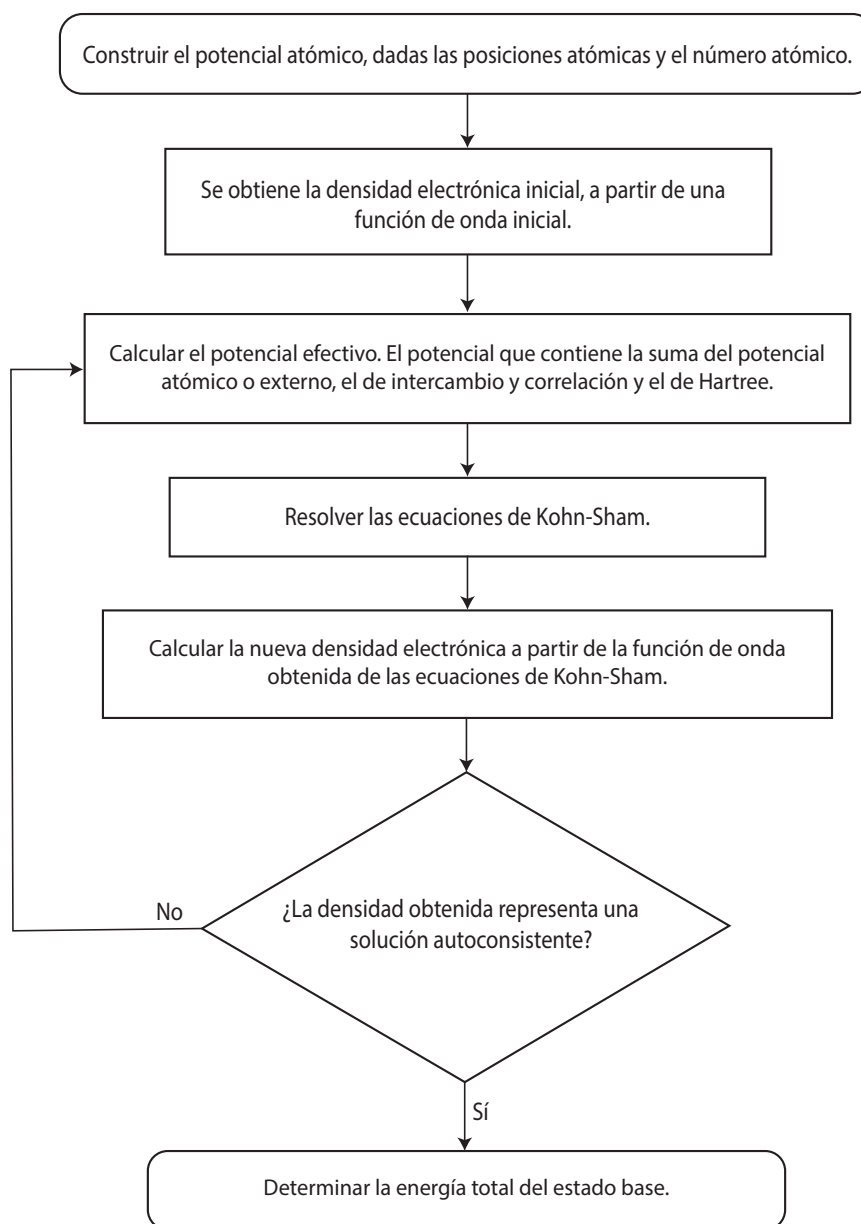 Construir el potencial atómico, dadas las posiciones atómicas y el número atómico.
Se obtiene la densidad electrónica inicial, a partir de una
función de onda inicial.
Calcular el potencial efectivo. El potencial que contiene la suma del potencial
atómico o externo, el de intercambio y correlación y el de Hartree.
Resolver las ecuaciones de Kohn-Sham.
Calcular la nueva densidad electrónica a partir de la función de onda
obtenida de las ecuaciones de Kohn-Sham.
No
¿La densidad obtenida representa una
solución autoconsistente?
Sí
Determinar la energía total del estado base.